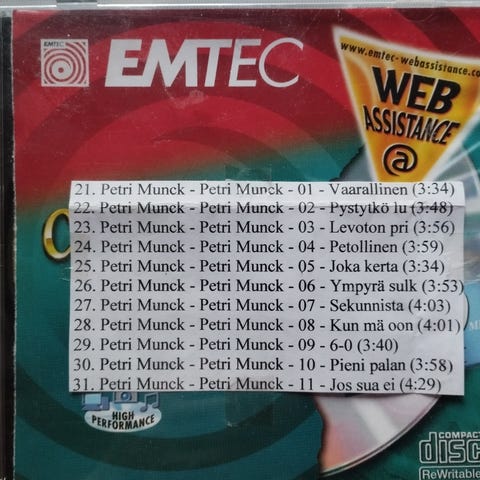 EMTEC
EMTEC
www.emtec-webassistance.co
WEB
ASSISTANCE
@
21. Petri Munck - Petri Munck - 01 - Vaarallinen (3:34)
22. Petri Munck - Petri Munck - 02 - Pystytkö lu (3:48)
23. Petri Munck - Petri Munck - 03 - Levoton pri (3:56)
24. Petri Munck - Petri Munck - 04 - Petollinen (3:59)
25. Petri Munck - Petri Munck - 05 - Joka kerta (3:34)
26. Petri Munck - Petri Munck - 06 - Ympyrä sulk (3:53)
27. Petri Munck - Petri Munck - 07 - Sekunnista (4:03)
28. Petri Munck - Petri Munck - 08 - Kun mä oon (4:01)
29. Petri Munck - Petri Munck - 09 - 6-0 (3:40)
30. Petri Munck - Petri Munck - 10 - Pieni palan (3:58)
31. Petri Munck - Petri Munck - 11 - Jos sua ei (4:29)
HIGH
PERFORMANCE
COMPACT
disc
ReWritable